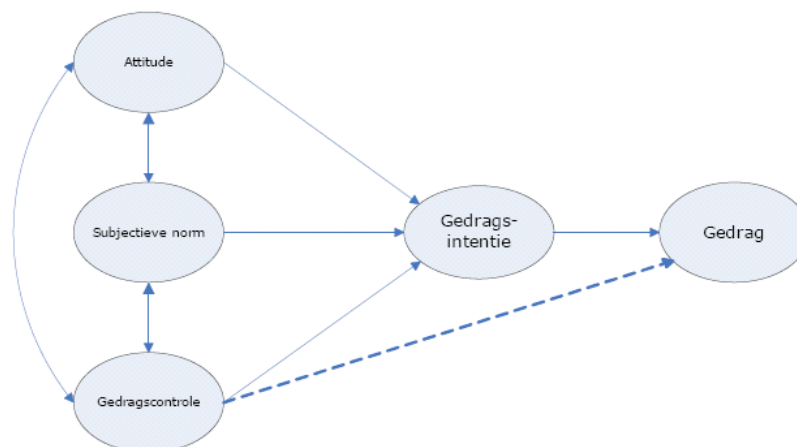 Attitude
Subjectieve norm
Gedrags-
intentie
Gedrag
Gedragscontrole